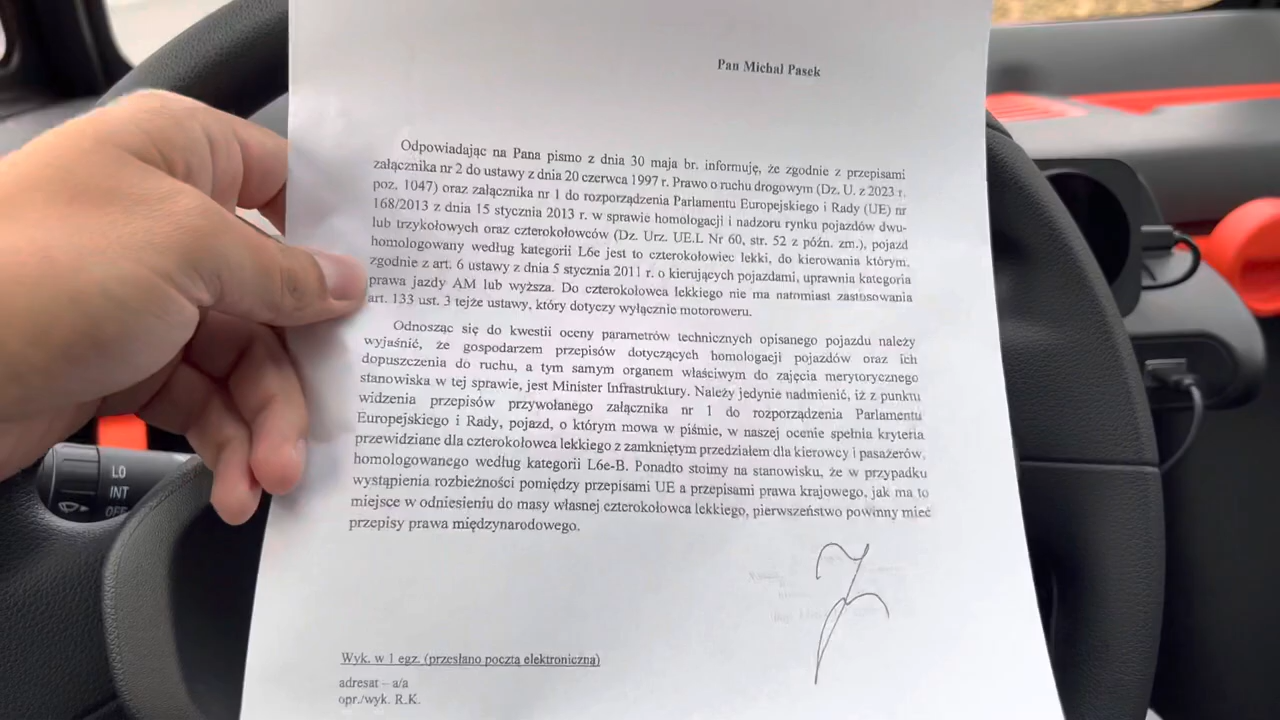 Pan Michał Pasek
Odpowiadając na Pana pismo z dnia 30 maja br. informuję, że zgodnie z przepisami
załącznika nr 2 do ustawy z dnia 20 czerwca 1997 r. Prawo o ruchu drogowym (Dz. U. z 2023 r.
poz. 1047) oraz załącznika nr 1 do rozporządzenia Parlamentu Europejskiego i Rady (UE) nr
168/2013 z dnia 15 stycznia 2013 r. w sprawie homologacji i nadzoru rynku pojazdów dwu-
lub trzykołowych oraz czterokołowców (Dz. Urz. UE.L Nr 60, str. 52 z późn. zm.), pojazd
homologowany według kategorii L6e jest to czterokołowiec lekki, do kierowania którym,
zgodnie z art. 6 ustawy z dnia 5 stycznia 2011 r. o kierujących pojazdami, uprawnia kategoria
prawa jazdy AM lub wyższa. Do czterokołowca lekkiego nie ma natomiast zastosowania
art. 133 ust. 3 tejże ustawy, który dotyczy wyłącznie motoroweru.
Odnosząc się do kwestii oceny parametrów technicznych opisanego pojazdu należy
wyjaśnić, że gospodarzem przepisów dotyczących homologacji pojazdów oraz ich
dopuszczenia do ruchu, a tym samym organem właściwym do zajęcia merytorycznego
stanowiska w tej sprawie, jest Minister Infrastruktury. Należy jedynie nadmienić, iż z punktu
widzenia przepisów przywołanego załącznika nr 1 do rozporządzenia Parlamentu
Europejskiego i Rady, pojazd, o którym mowa w piśmie, w naszej ocenie spełnia kryteria
przewidziane dla czterokołowca lekkiego z zamkniętym przedziałem dla kierowcy i pasażerów,
homologowanego według kategorii L6e-B. Ponadto stoimy na stanowisku, że w przypadku
wystąpienia rozbieżności pomiędzy przepisami UE a przepisami prawa krajowego, jak ma to
miejsce w odniesieniu do masy własnej czterokołowca lekkiego, pierwszeństwo powinny mieć
przepisy prawa międzynarodowego.
Wyk. w 1 egz. (przesłano pocztą elektroniczną)
adresat – a/a
opr./wyk. R.K.
LO
INT
OFF